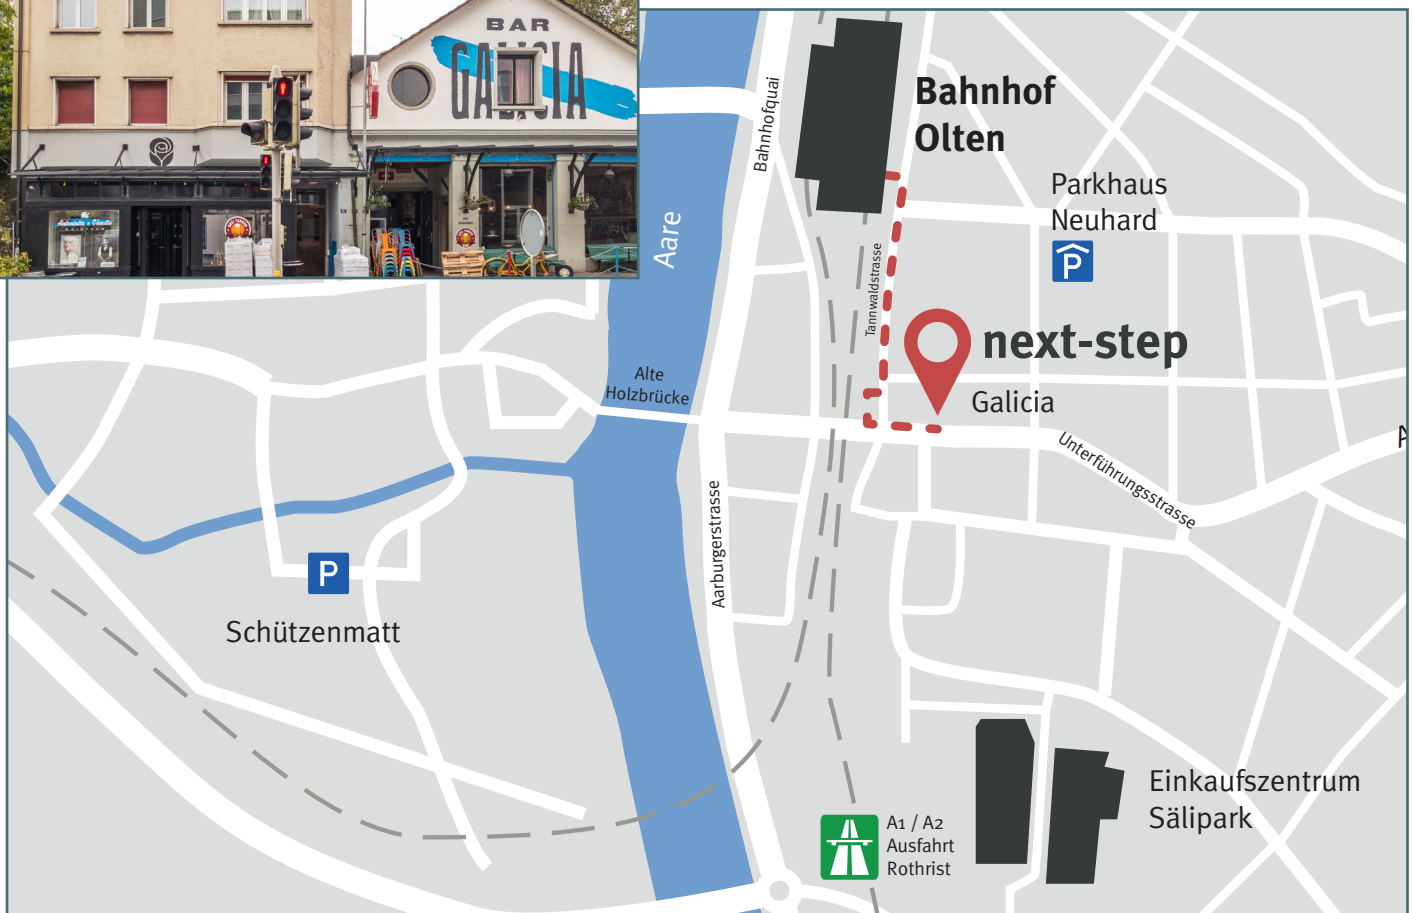 BAR
GALICIA
Bahnhofquai
Bahnhof
Olten
Parkhaus
Neuhard
P
Aare
Tannwaldstrasse
next-step
Galicia
Alte
Holzbrücke
Unterführungsstrasse
Aarburgerstrasse
P
Schützenmatt
Einkaufszentrum
Sälipark
A1 / A2
Ausfahrt
Rothrist